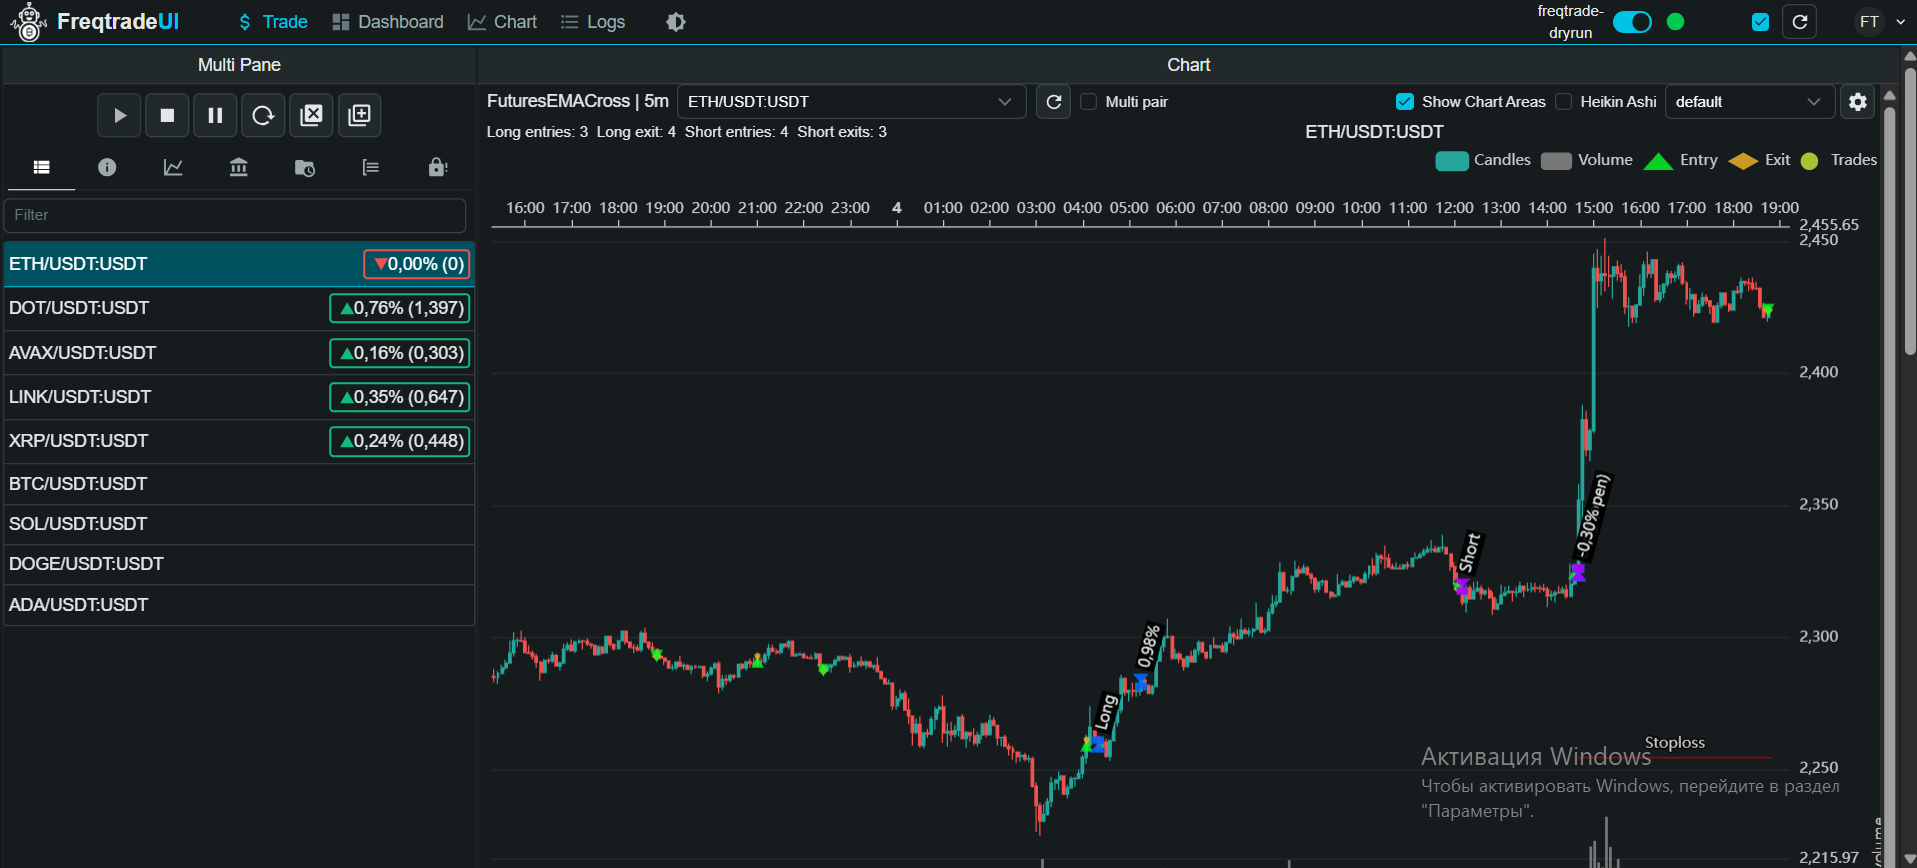 FreqtradeUI
Trade
Dashboard
Chart
Logs
freqtrade-
dryrun
FT
Multi Pane
Chart
FuturesEMACross | 5m
ETH/USDT:USDT
Multi pair
Show Chart Areas
Heikin Ashi
default
Long entries: 3 Long exit: 4 Short entries: 4 Short exits: 3
ETH/USDT:USDT
Candles Volume Entry Exit Trades
Filter
ETH/USDT:USDT ▼0,00% (0)
DOT/USDT:USDT ▲0,76% (1,397)
AVAX/USDT:USDT ▲0,16% (0,303)
LINK/USDT:USDT ▲0,35% (0,647)
XRP/USDT:USDT ▲0,24% (0,448)
BTC/USDT:USDT
SOL/USDT:USDT
DOGE/USDT:USDT
ADA/USDT:USDT
16:00 17:00 18:00 19:00 20:00 21:00 22:00 23:00 4 01:00 02:00 03:00 04:00 05:00 06:00 07:00 08:00 09:00 10:00 11:00 12:00 13:00 14:00 15:00 16:00 17:00 18:00 19:00
2,455.65
2,450
2,400
2,350
2,300
2,250
2,215.97
Long
0,98%
Short
-0,30%
Stoploss
Активация Windows
Чтобы активировать Windows, перейдите в раздел
"Параметры".